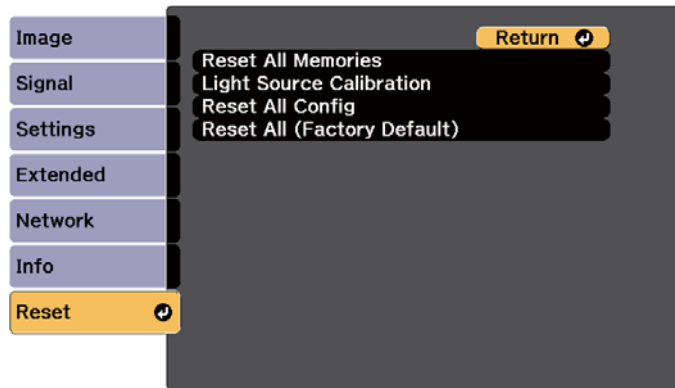 Image
Signal
Settings
Extended
Network
Info
Reset
Return
Reset All Memories
Light Source Calibration
Reset All Config
Reset All (Factory Default)